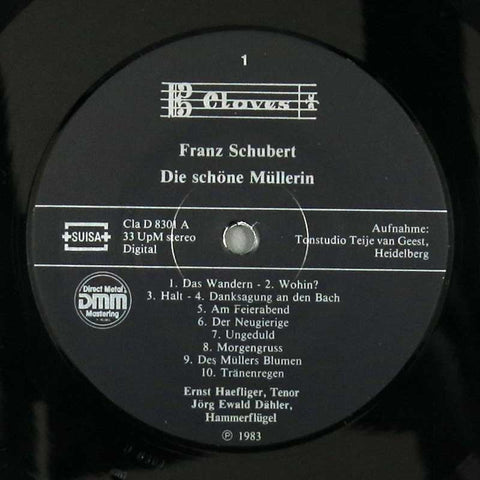 1
Claves
Franz Schubert
Die schöne Müllerin
+SUISA+
Cla D 8301 A
33 UpM stereo
Digital
Aufnahme:
Tonstudio Teije van Geest,
Heidelberg
Direct Metal
DMM
Mastering
1. Das Wandern - 2. Wohin?
3. Halt - 4. Danksagung an den Bach
5. Am Feierabend
6. Der Neugierige
7. Ungeduld
8. Morgengruss
9. Des Müllers Blumen
10. Tränenregen
Ernst Haefliger, Tenor
Jörg Ewald Dähler,
Hammerflügel
℗ 1983